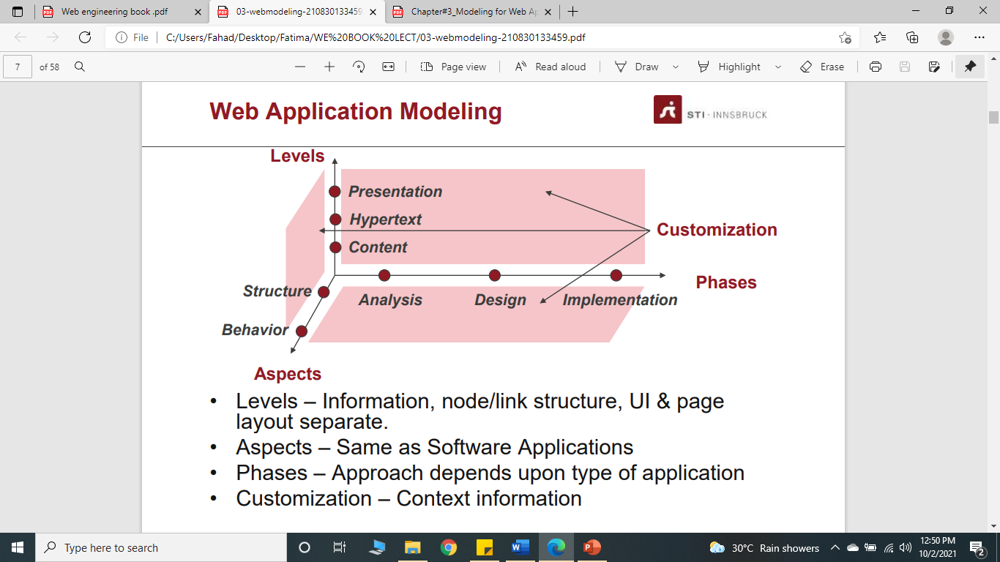 Web engineering book .pdf
03-webmodeling-210830133459
Chapter#3_Modeling for Web Ap
File
C:/Users/Fahad/Desktop/Fatima/WE%20BOOK%20LECT/03-webmodeling-210830133459.pdf
7
of 58
Page view
Read aloud
Draw
Highlight
Erase
Web Application Modeling
STI · INNSBRUCK
Levels
Presentation
Hypertext
Content
Customization
Phases
Structure
Analysis
Design
Implementation
Behavior
Aspects
• Levels – Information, node/link structure, UI & page
layout separate.
• Aspects – Same as Software Applications
• Phases – Approach depends upon type of application
• Customization – Context information
Type here to search
30°C Rain showers
12:50 PM
10/2/2021
2